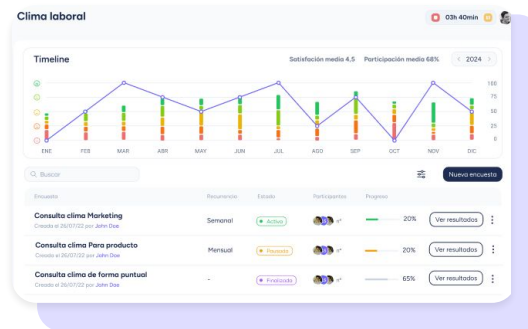 Clima laboral
03h 40min
Timeline
Satisfación media 4,5 Participación media 68%
2024
100
75
50
25
0
ENE FEB MAR ABR MAY JUN JUL AGO SEP OCT NOV DIC
Buscar
Nueva encuesta
Encuesta Recurrencia Estado Participantes Progreso
Consulta clima Marketing
Creada el 26/07/22 por John Doe
Semanal
Activa
20%
Ver resultados
Consulta clima Para producto
Creada el 26/07/22 por John Doe
Mensual
Pausada
20%
Ver resultados
Consulta clima de forma puntual
Creada el 26/07/22 por John Doe
-
Finalizada
65%
Ver resultados